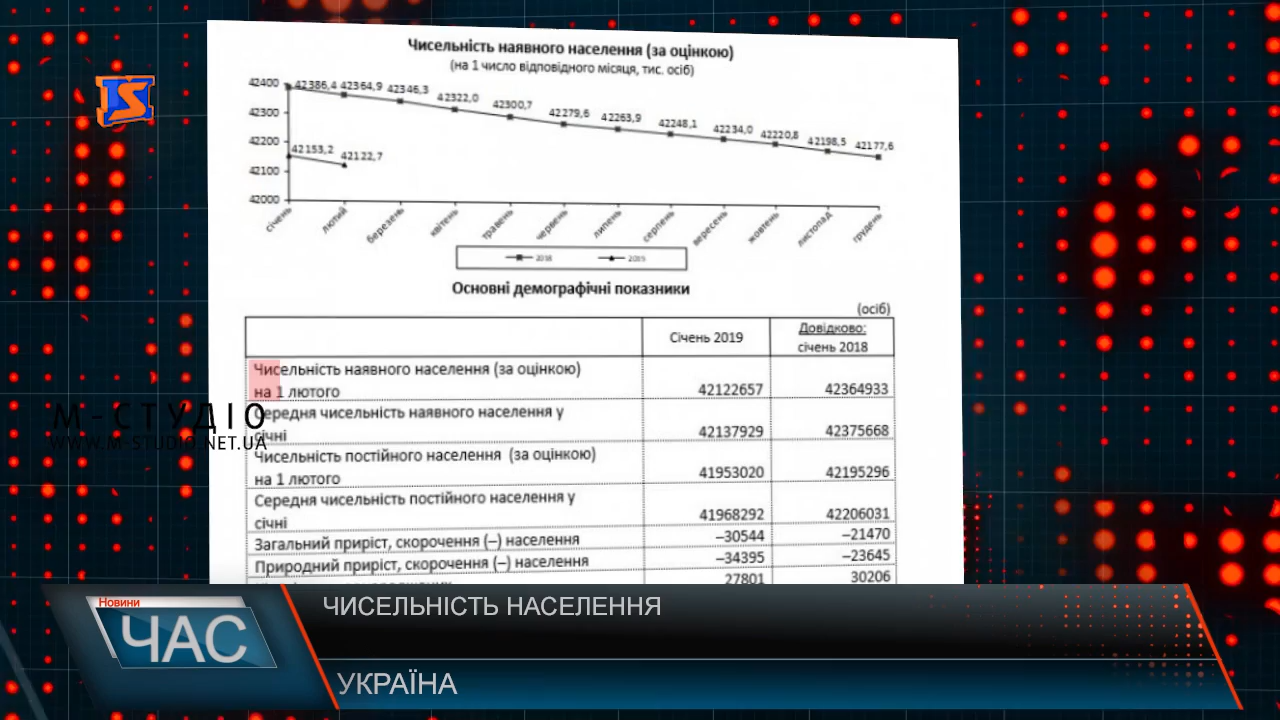 Чисельність наявного населення (за оцінкою)
(на 1 число відповідного місяця, тис. осіб)
42400
42386,4 42364,9 42346,3 42322,0 42300,7 42279,6 42263,9 42248,1 42234,0 42220,8 42198,5 42177,6
42300
42200
42153,2 42122,7
42100
42000
січень лютий березень квітень травень червень липень серпень вересень жовтень листопад грудень
2018 2019
Основні демографічні показники
(осіб)
Січень 2019 Довідково:
січень 2018
Чисельність наявного населення (за оцінкою)
на 1 лютого 42122657 42364933
Середня чисельність наявного населення у
січні 42137929 42375668
Чисельність постійного населення (за оцінкою)
на 1 лютого 41953020 42195296
Середня чисельність постійного населення у
січні 41968292 42206031
Загальний приріст, скорочення (–) населення –30544 –21470
Природний приріст, скорочення (–) населення –34395 –23645
27801 30206
М-СТУДІО
WWW.M-STUDIO.NET.UA
Новини
ЧАС
ЧИСЕЛЬНІСТЬ НАСЕЛЕННЯ
УКРАЇНА